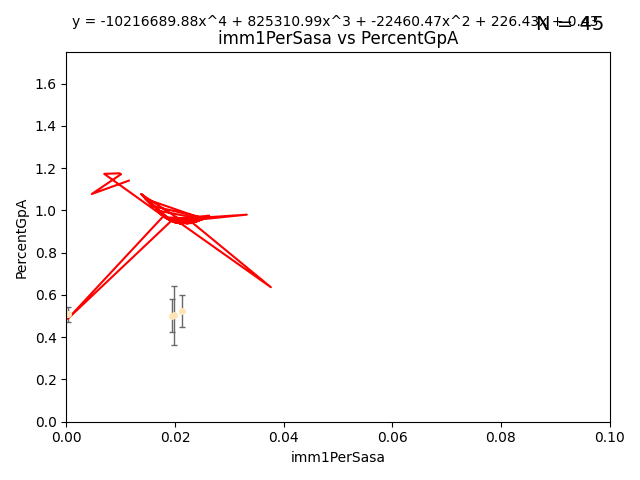 y = -10216689.88x^4 + 825310.99x^3 + -22460.47x^2 + 226.43x + 0.43
N = 45
imm1PerSasa vs PercentGpA
1.6
1.4
1.2
1.0
0.8
0.6
0.4
0.2
0.0
PercentGpA
0.00 0.02 0.04 0.06 0.08 0.10
imm1PerSasa